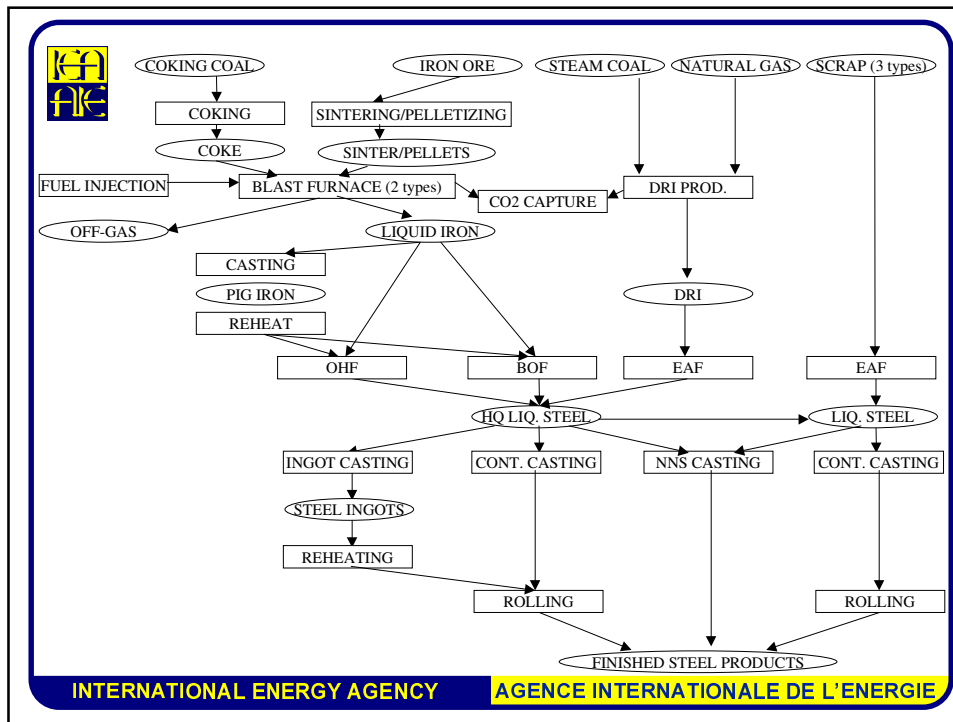 IEA
AIE
COKING COAL
IRON ORE
STEAM COAL
NATURAL GAS
SCRAP (3 types)
COKING
SINTERING/PELLETIZING
COKE
SINTER/PELLETS
FUEL INJECTION
BLAST FURNACE (2 types)
CO2 CAPTURE
DRI PROD.
OFF-GAS
LIQUID IRON
CASTING
PIG IRON
DRI
REHEAT
OHF
BOF
EAF
EAF
HQ LIQ. STEEL
LIQ. STEEL
INGOT CASTING
CONT. CASTING
NNS CASTING
CONT. CASTING
STEEL INGOTS
REHEATING
ROLLING
ROLLING
FINISHED STEEL PRODUCTS
INTERNATIONAL ENERGY AGENCY
AGENCE INTERNATIONALE DE L'ENERGIE